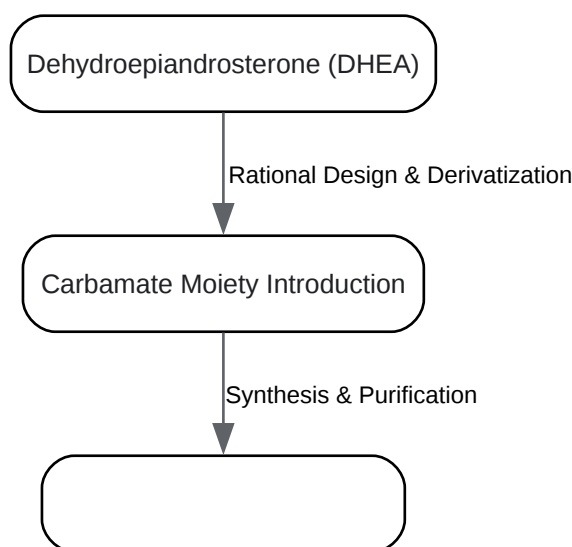 Dehydroepiandrosterone (DHEA)
Rational Design & Derivatization
Carbamate Moiety Introduction
Synthesis & Purification